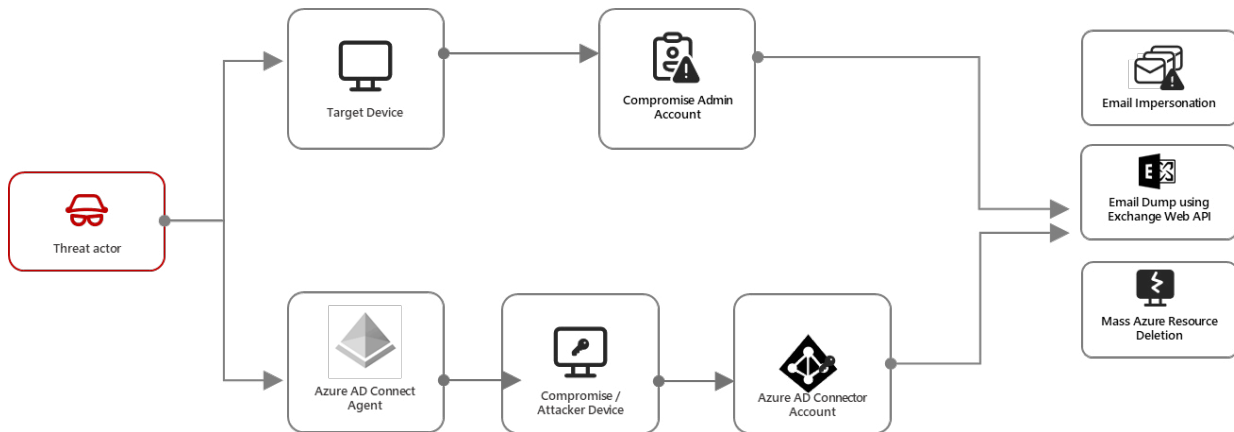 Target Device
Compromise Admin
Account
Email Impersonation
Email Dump using
Exchange Web API
Threat actor
Mass Azure Resource
Deletion
Azure AD Connect
Agent
Compromise /
Attacker Device
Azure AD Connector
Account